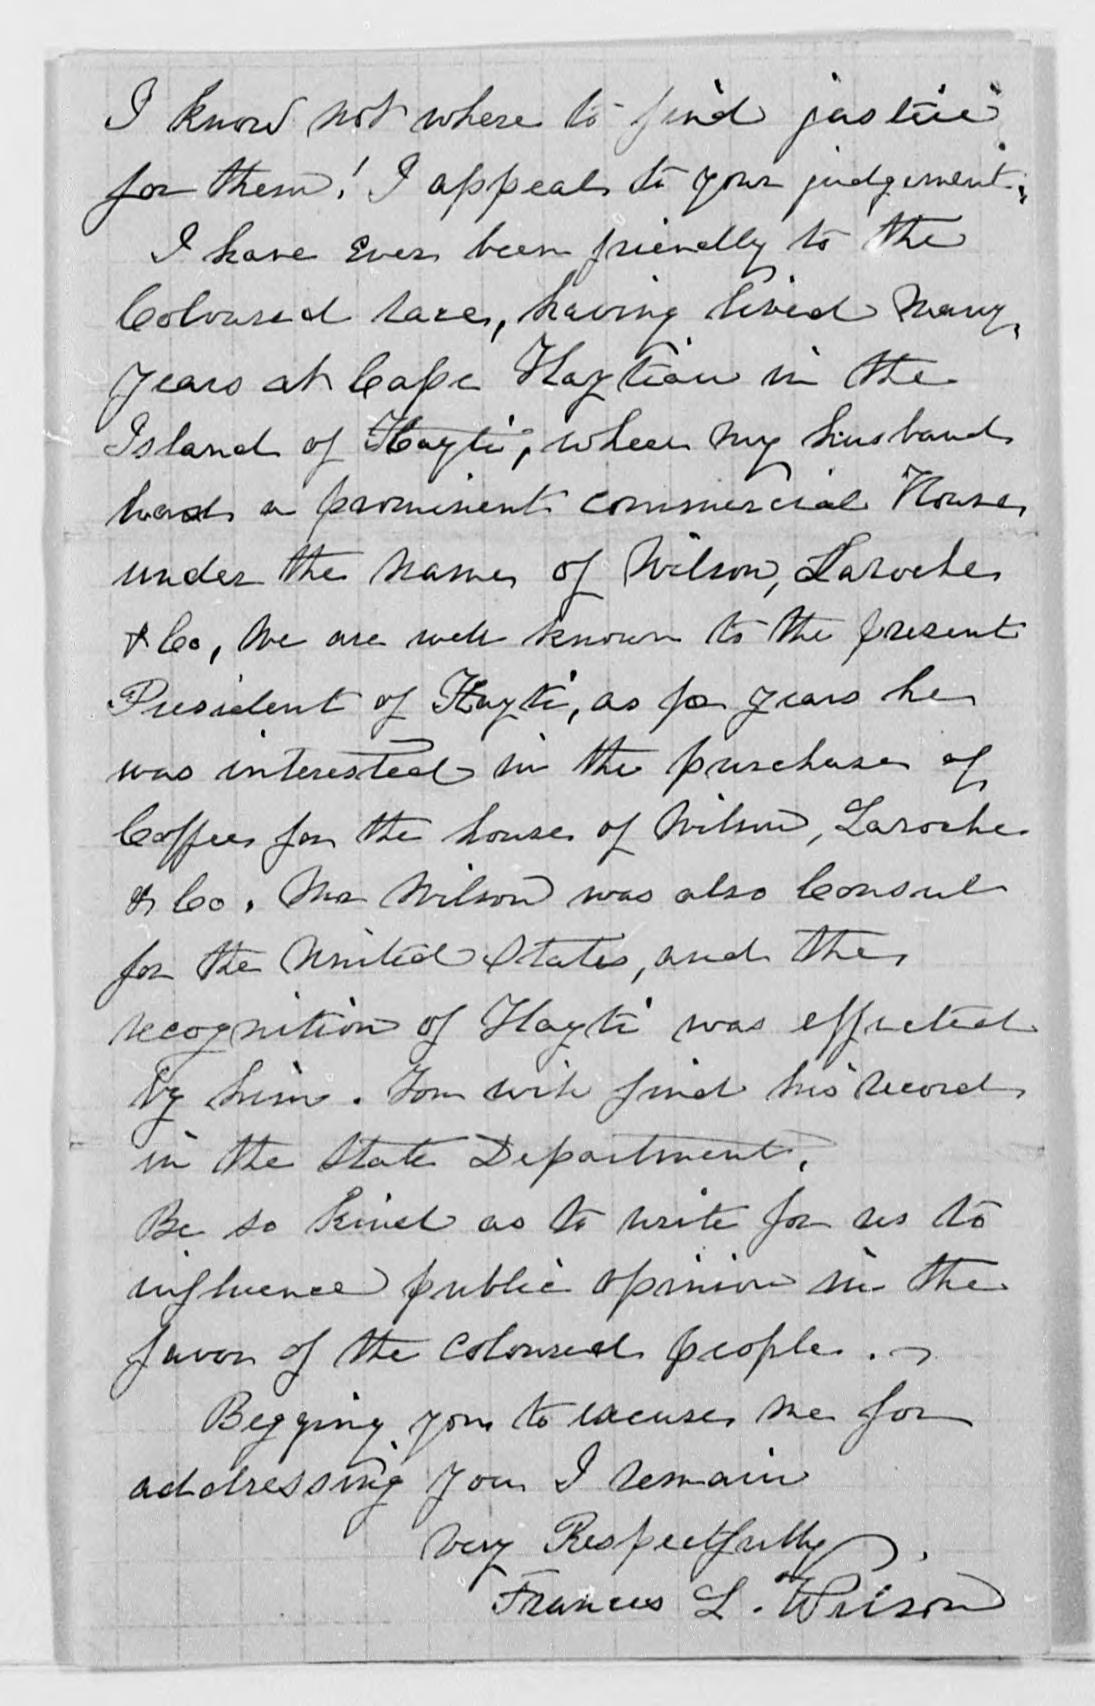 I know not where to find justice
for them! I appeal to your judgement.
I have Ever been friendly to the
Coloured race, having lived Many
years at Cape Haytian in the
Island of Hayti, where my husband
had a prominent commercial House
under the name of Wilson, Laroche
& Co, We are well known to the present
President of Hayti, as for years he
was interested in the purchase of
Coffee for the house of Wilson, Laroche
& Co. Mr Wilson was also Consul
for the United States, and the
recognition of Hayti was effected
by him. You will find his record
in the State Department.
Be so kind as to write for us to
influence public opinion in the
favor of the coloured people.
Begging you to excuse me for
addressing you I remain
Very Respectfully
Frances L. Wilson